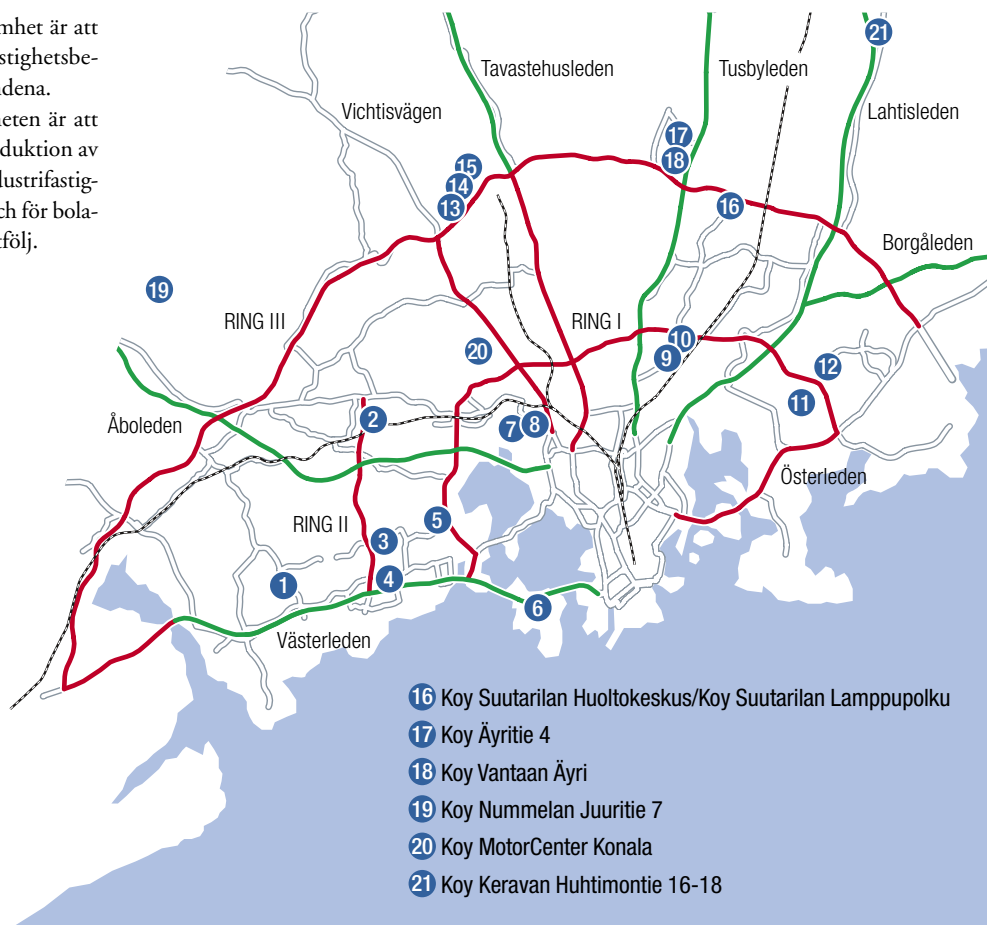 mhet är att
stighetsbe-
ndena.
heten är att
duktion av
dustrifastig-
ch för bola-
tfölj.
21
Tavastehusleden
Tusbyleden
Vichtisvägen
Lahtisleden
17
18
15
14
13
16
Borgåleden
19
RING III
RING I
10
9
20
12
11
2
7
8
Åboleden
Österleden
RING II
5
3
1
4
6
Västerleden
16 Koy Suutarilan Huoltokeskus/Koy Suutarilan Lamppupolku
17 Koy Äyritie 4
18 Koy Vantaan Äyri
19 Koy Nummelan Juuritie 7
20 Koy MotorCenter Konala
21 Koy Keravan Huhtimontie 16-18